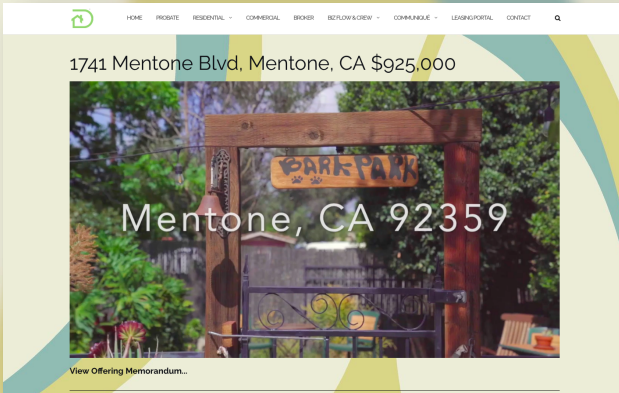 HOME PROBATE RESIDENTIAL COMMERCIAL BROKER BIZ FLOW & CREW COMMUNIQUÉ LEASING PORTAL CONTACT
1741 Mentone Blvd, Mentone, CA $925,000
BARK PARK
Mentone, CA 92359
View Offering Memorandum...